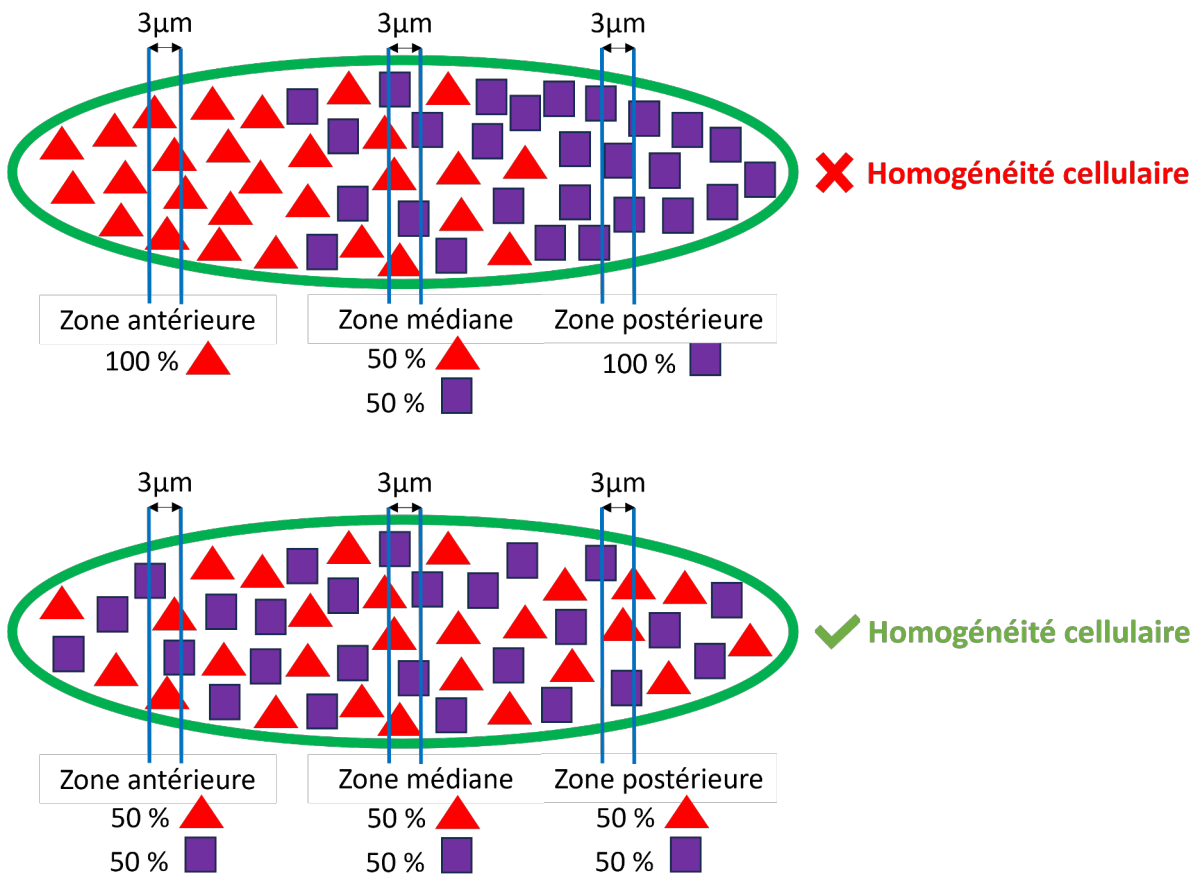 3µm 3µm 3µm
Homogénéité cellulaire
Zone antérieure Zone médiane Zone postérieure
100 % 50 % 100 %
50 %
3µm 3µm 3µm
Homogénéité cellulaire
Zone antérieure Zone médiane Zone postérieure
50 % 50 % 50 %
50 % 50 % 50 %